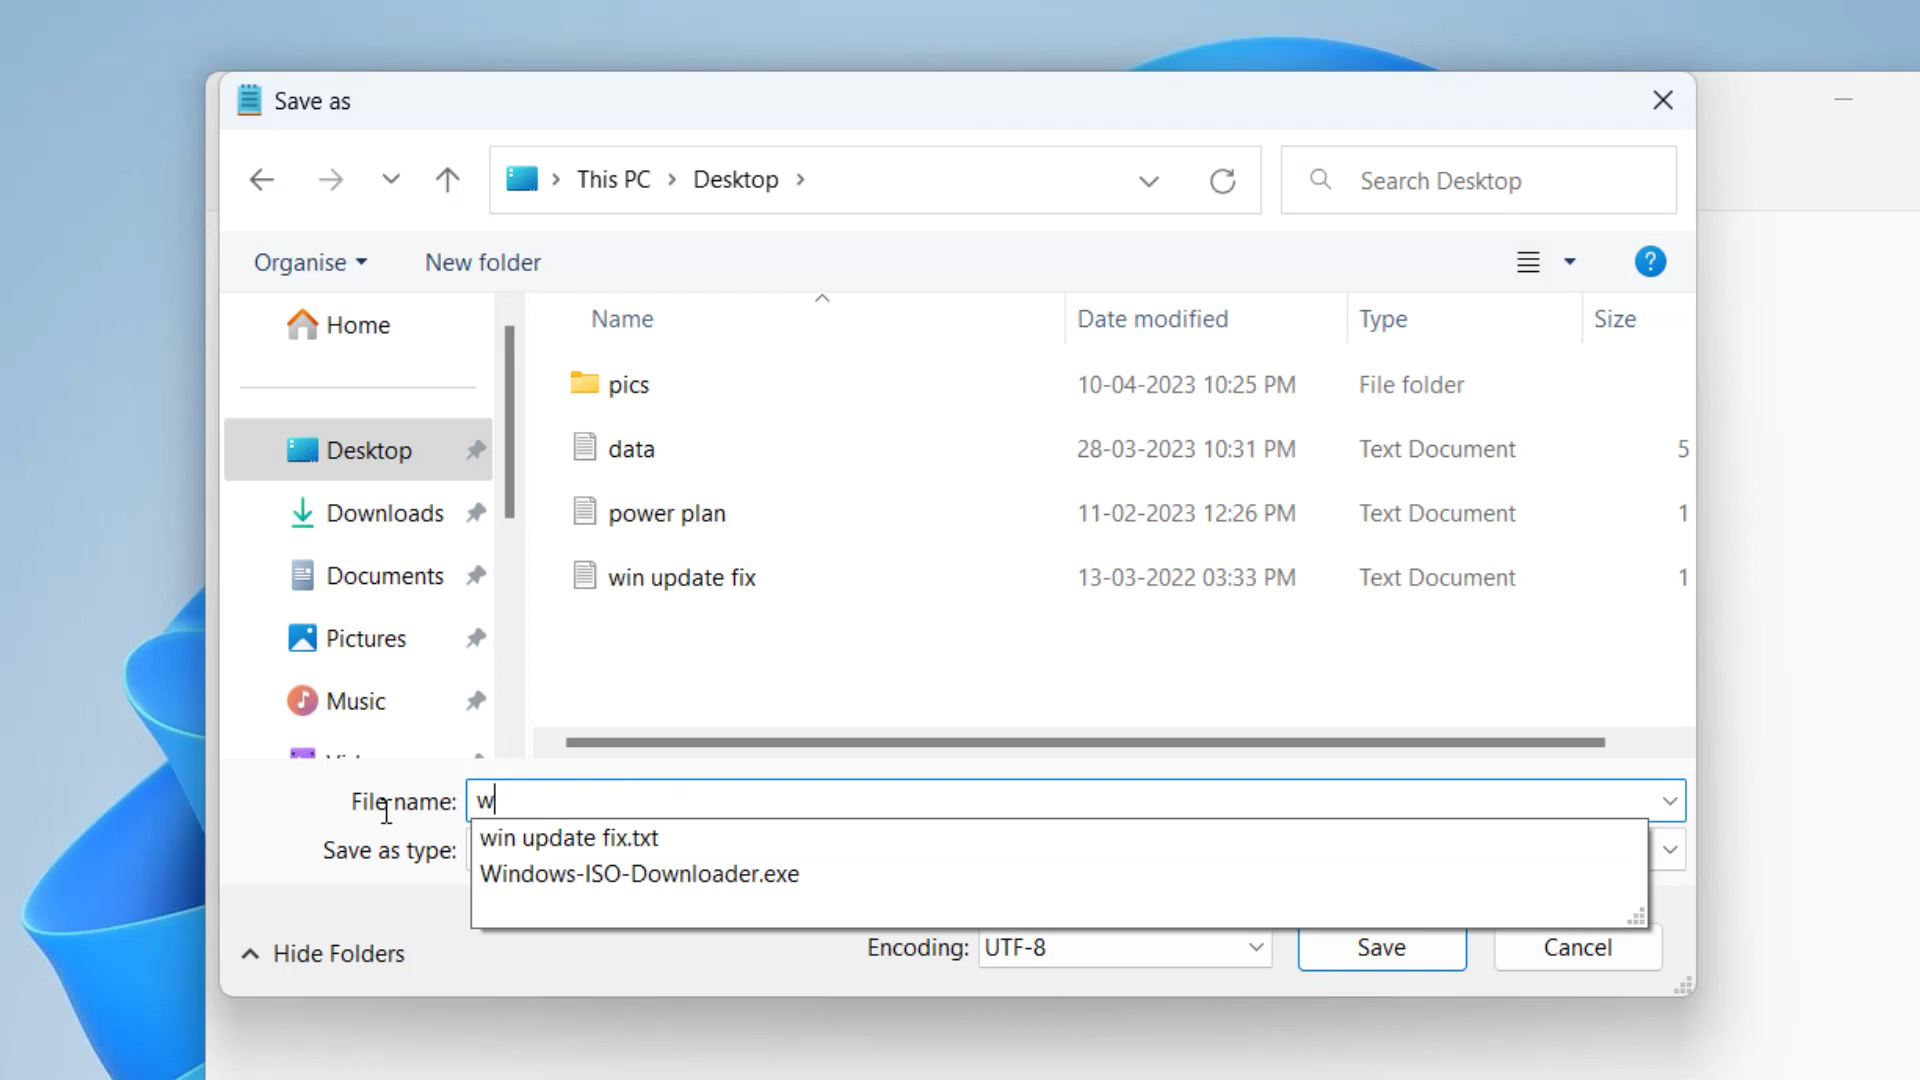 Save as
This PC > Desktop >
Search Desktop
Organise
New folder
?
Name Date modified Type Size
Home
pics 10-04-2023 10:25 PM File folder
Desktop
data 28-03-2023 10:31 PM Text Document 5
Downloads
power plan 11-02-2023 12:26 PM Text Document 1
Documents
win update fix 13-03-2022 03:33 PM Text Document 1
Pictures
Music
File name: w
win update fix.txt
Save as type:
Windows-ISO-Downloader.exe
Hide Folders
Encoding: UTF-8
Save
Cancel